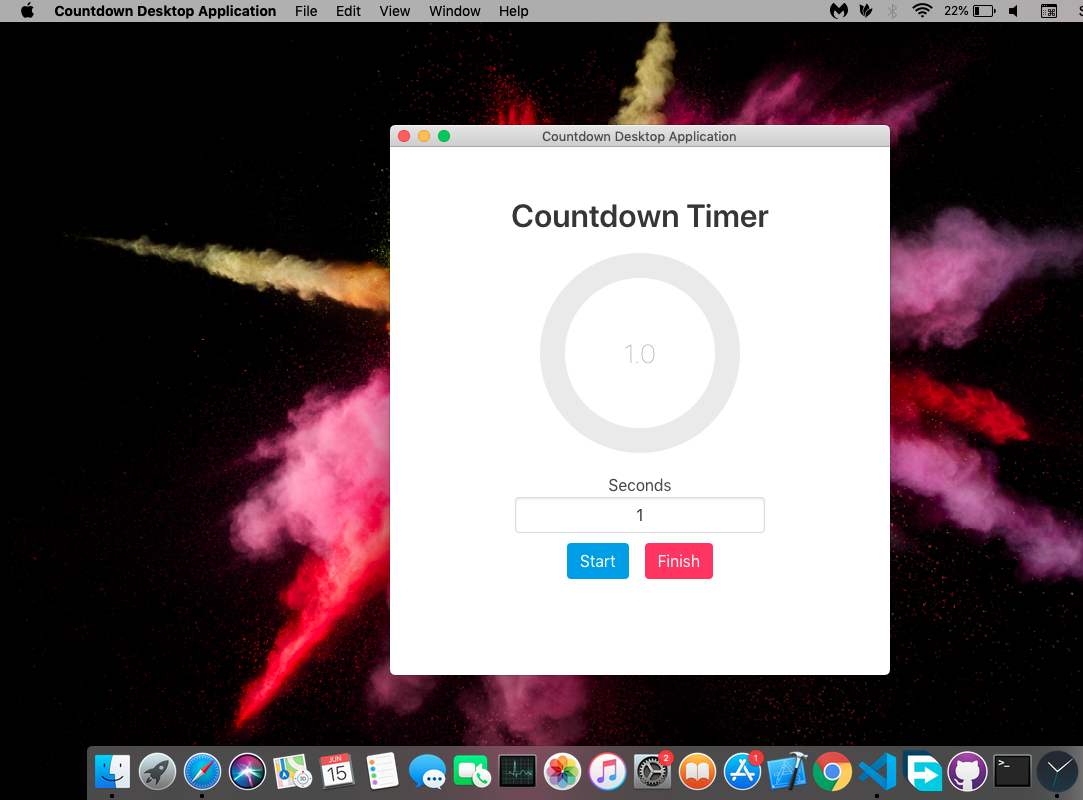 Countdown Desktop Application File Edit View Window Help 22%
Countdown Desktop Application
Countdown Timer
1.0
Seconds
1
Start Finish
JUN
15
3D
2
1
>_